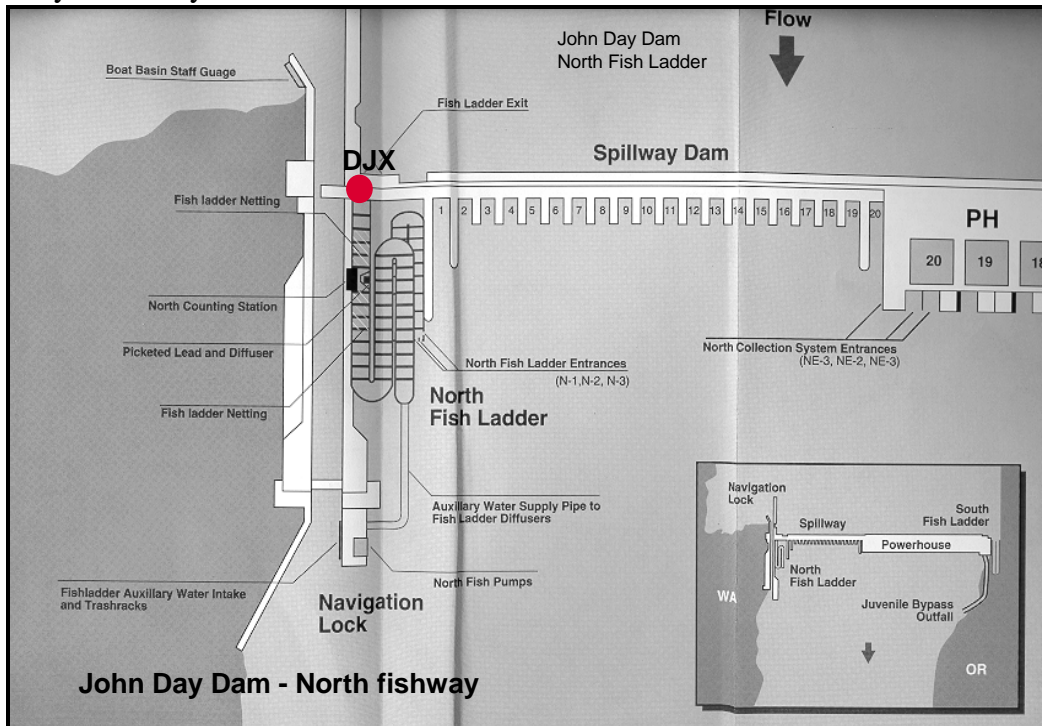 Flow
John Day Dam
North Fish Ladder
Boat Basin Staff Guage
Fish Ladder Exit
DJX
Spillway Dam
Fish ladder Netting
1 2 3 4 5 6 7 8 9 10 11 12 13 14 15 16 17 18 19 20
PH
20 19 18
North Counting Station
Picketed Lead and Diffuser
North Fish Ladder Entrances
(N-1,N-2, N-3)
North Collection System Entrances
(NE-3, NE-2, NE-3)
Fish ladder Netting
North
Fish Ladder
Auxillary Water Supply Pipe to
Fish Ladder Diffusers
North Fish Pumps
Fishladder Auxillary Water Intake
and Trashracks
Navigation
Lock
Navigation
Lock
Spillway
South
Fish Ladder
Powerhouse
North
Fish Ladder
WA
Juvenile Bypass
Outfall
OR
John Day Dam - North fishway